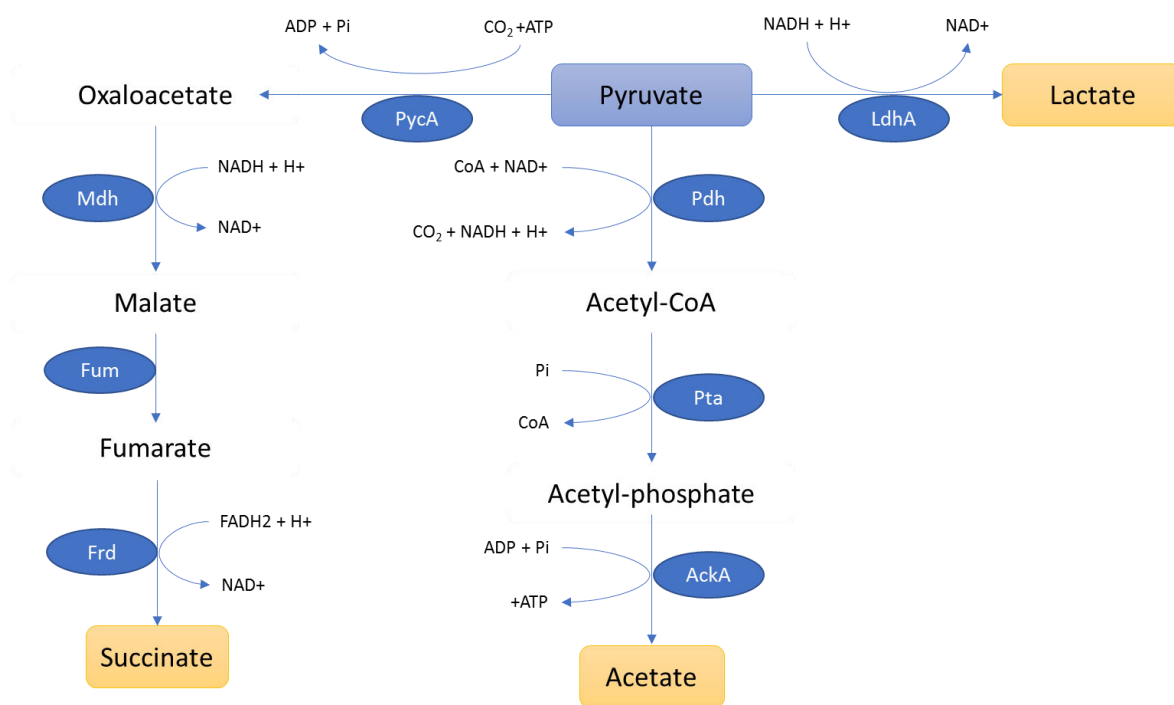 ADP + Pi
CO₂ +ATP
NADH + H+
NAD+
Oxaloacetate
Pyruvate
Lactate
PycA
LdhA
NADH + H+
Mdh
NAD+
CoA + NAD+
Pdh
CO₂ + NADH + H+
Malate
Acetyl-CoA
Fum
Pi
Pta
CoA
Fumarate
Acetyl-phosphate
FADH2 + H+
Frd
NAD+
ADP + Pi
AckA
+ATP
Succinate
Acetate